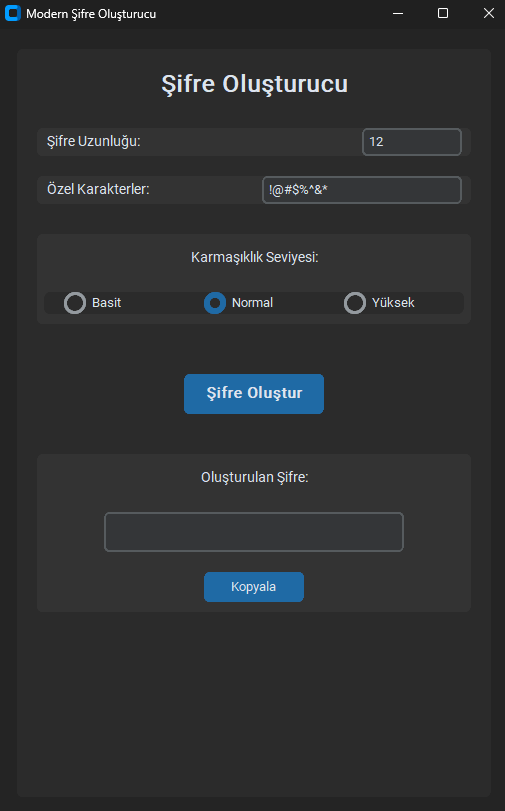 Modern Şifre Oluşturucu
Şifre Oluşturucu
Şifre Uzunluğu: 12
Özel Karakterler: !@#$%^&*
Karmaşıklık Seviyesi:
Basit Normal Yüksek
Şifre Oluştur
Oluşturulan Şifre:
Kopyala